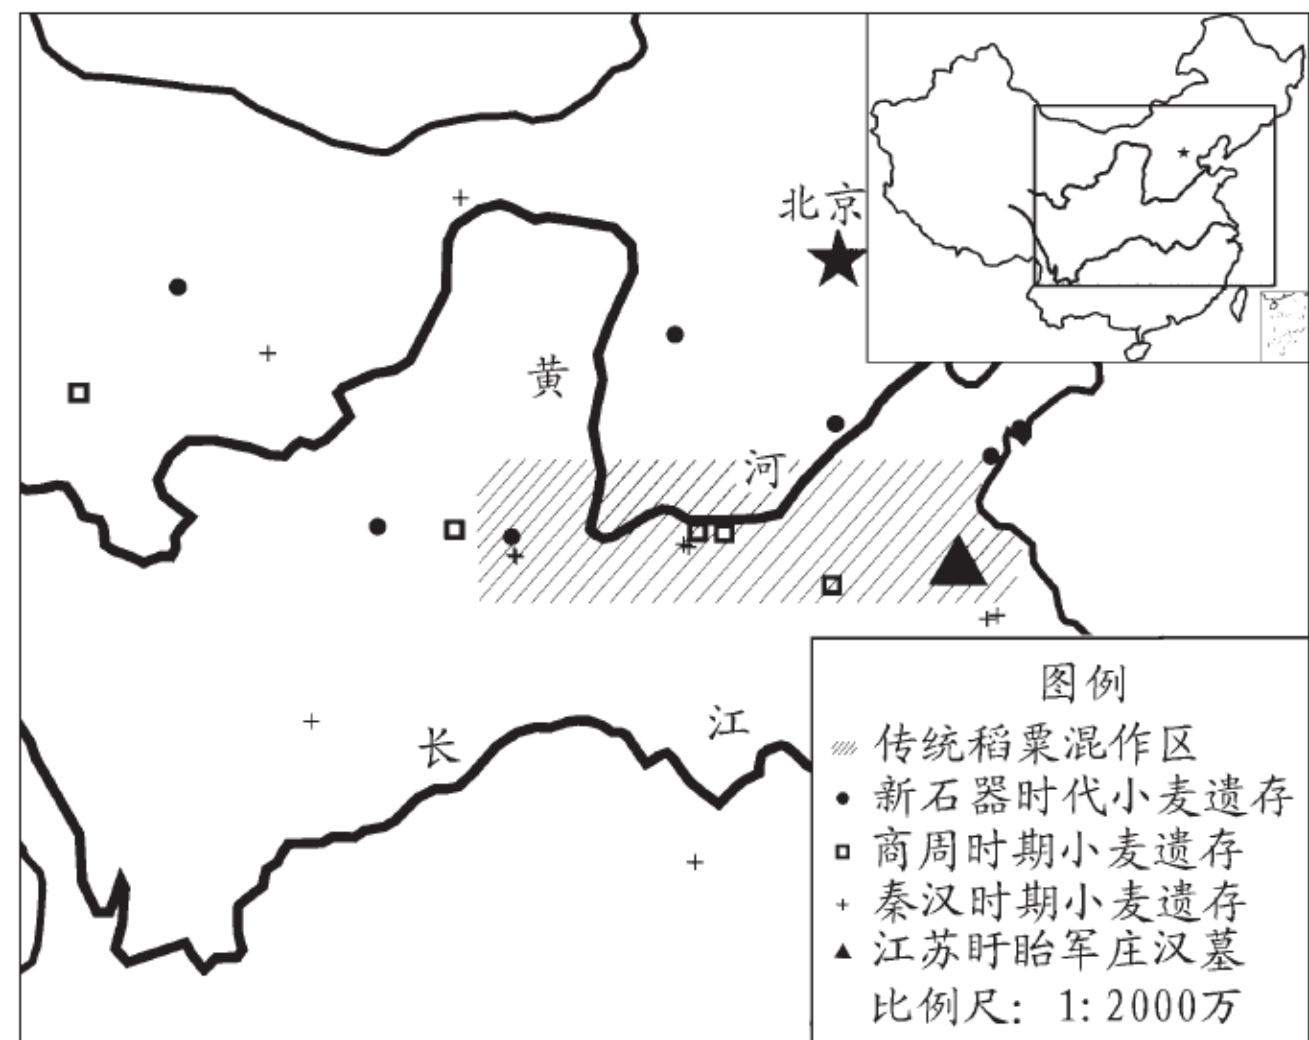 北京
黄
河
长
江
图例
传统稻粟混作区
新石器时代小麦遗存
商周时期小麦遗存
秦汉时期小麦遗存
江苏盱眙军庄汉墓
比例尺：1:2000万